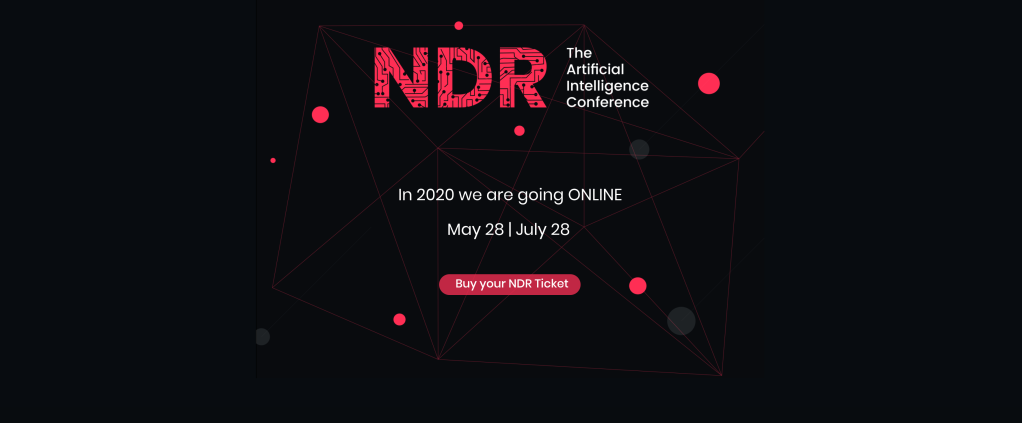 NDR
The
Artificial
Intelligence
Conference
In 2020 we are going ONLINE
May 28 | July 28
Buy your NDR Ticket